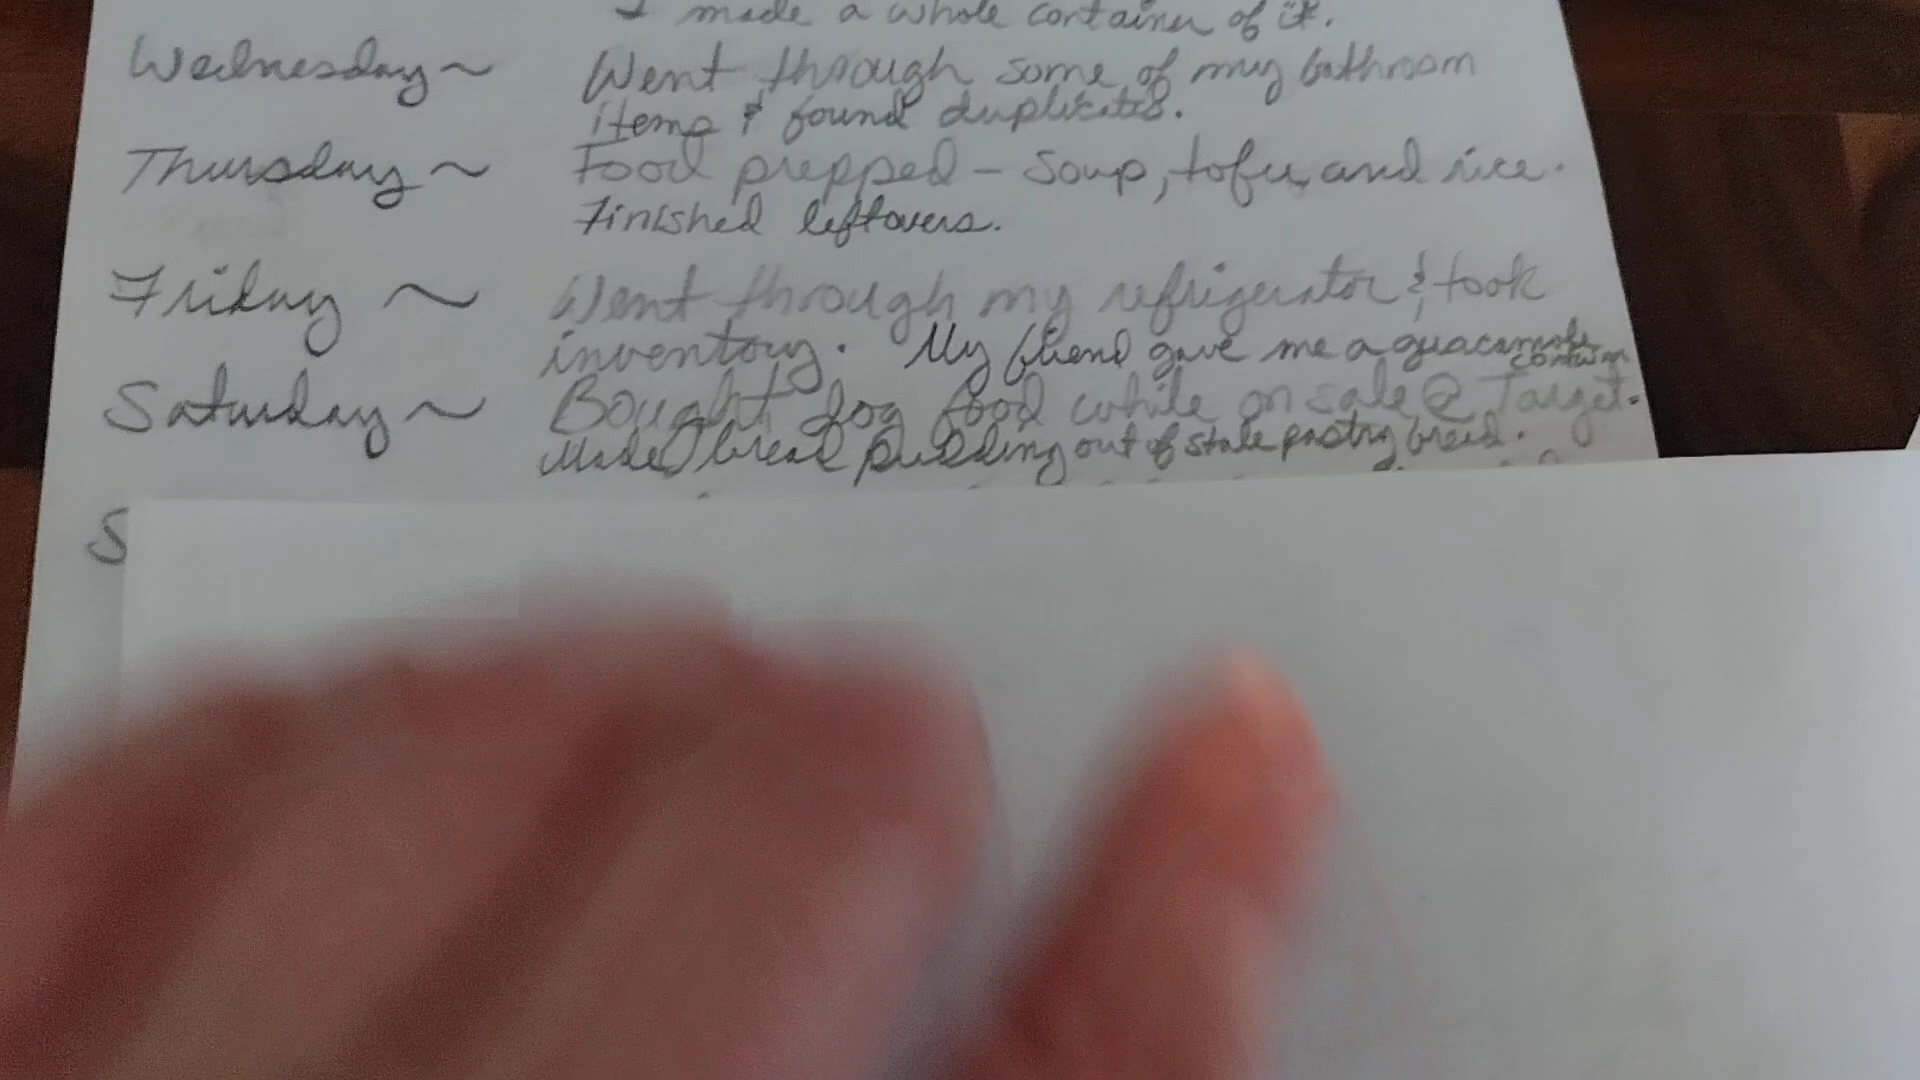 I made a whole container of it.
Wednesday ~ Went through some of my bathroom
items & found duplicates.
Thursday ~ Food prepped - Soup, tofu, and rice.
Finished leftovers.
Friday ~ Went through my refrigerator & took
inventory. My friend gave me a guacamole
container
Saturday ~ Bought dog food while on sale @ Target.
Made bread pudding out of stale pastry bread.
S